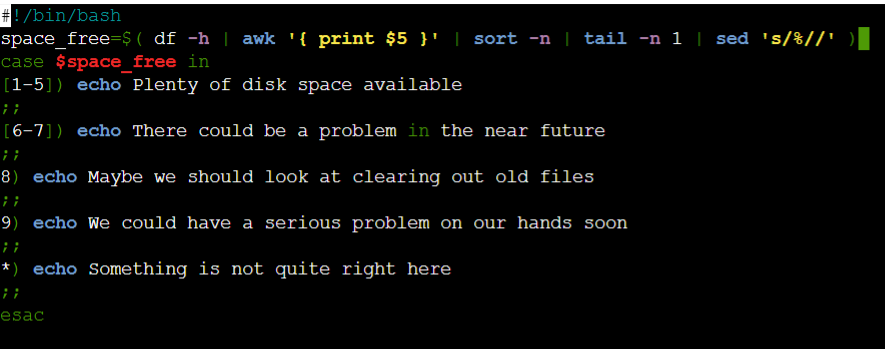 #!/bin/bash
space_free=$( df -h | awk '{ print $5 }' | sort -n | tail -n 1 | sed 's/%//' )
case $space_free in
[1-5]) echo Plenty of disk space available
;;
[6-7]) echo There could be a problem in the near future
;;
8) echo Maybe we should look at clearing out old files
;;
9) echo We could have a serious problem on our hands soon
;;
*) echo Something is not quite right here
;;
esac